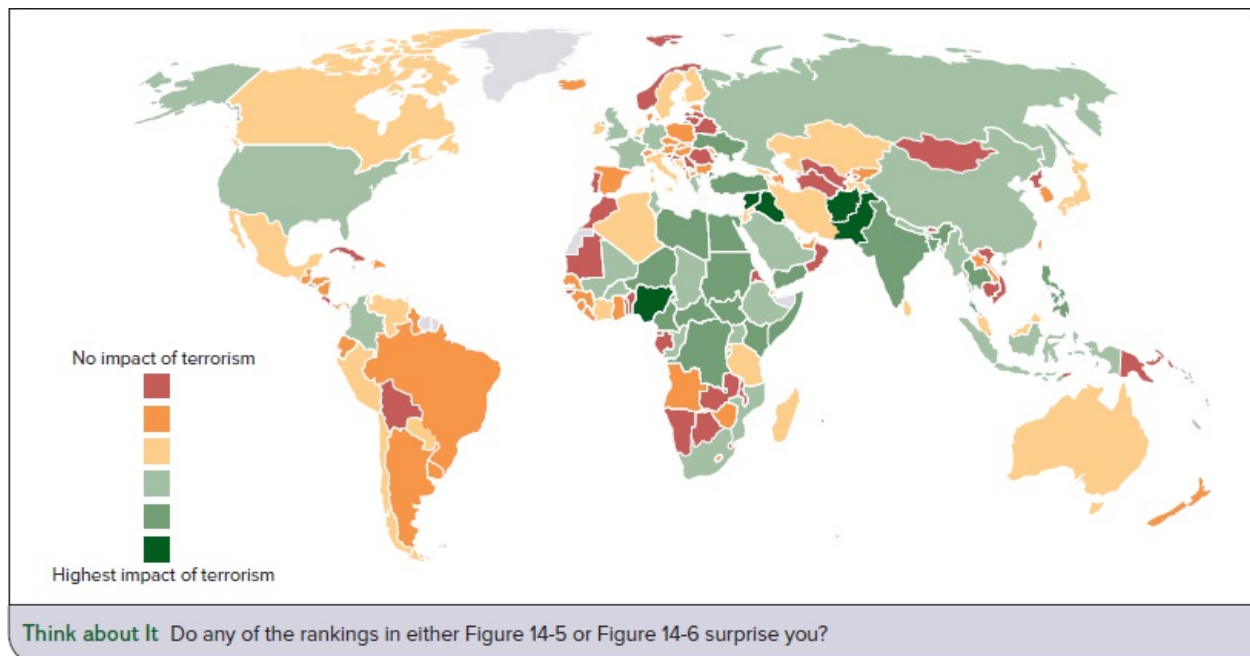 No impact of terrorism
Highest impact of terrorism
Think about It Do any of the rankings in either Figure 14-5 or Figure 14-6 surprise you?